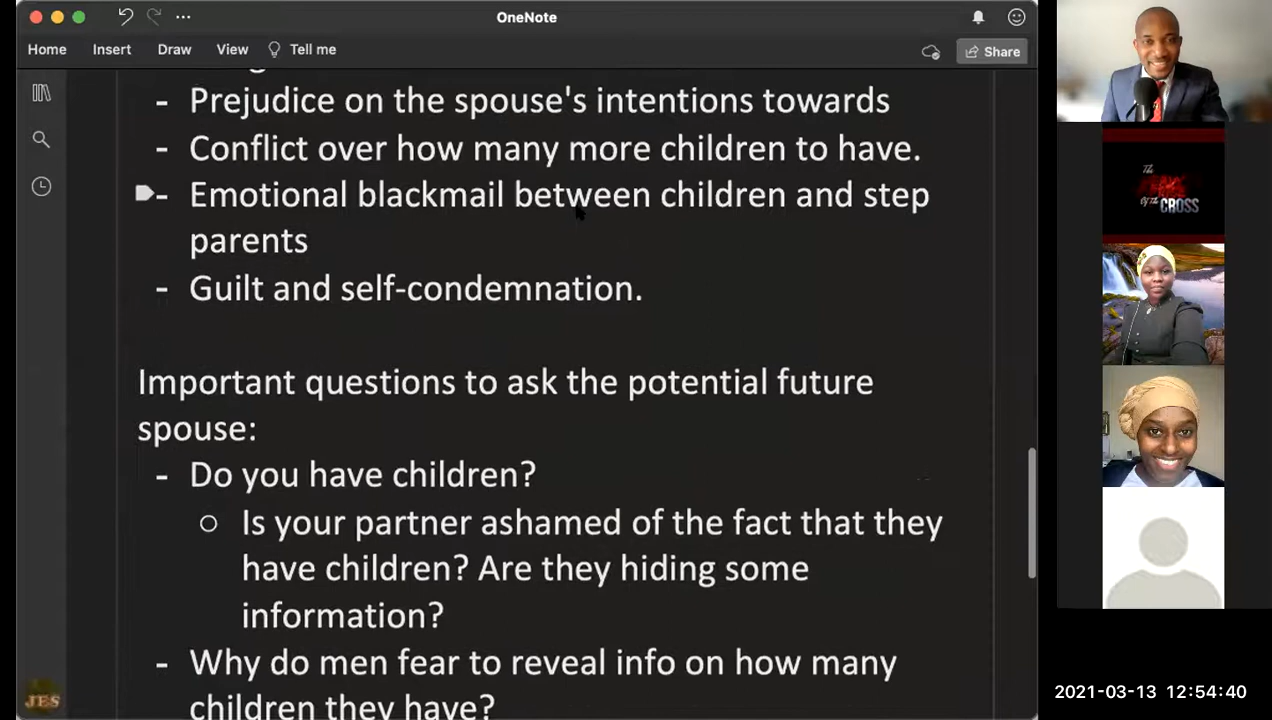 OneNote
Home Insert Draw View Tell me Share
- Prejudice on the spouse's intentions towards
- Conflict over how many more children to have.
- Emotional blackmail between children and step
parents
- Guilt and self-condemnation.
Important questions to ask the potential future
spouse:
- Do you have children?
○ Is your partner ashamed of the fact that they
have children? Are they hiding some
information?
- Why do men fear to reveal info on how many
children they have?
JES
The
Of the CROSS
2021-03-13 12:54:40